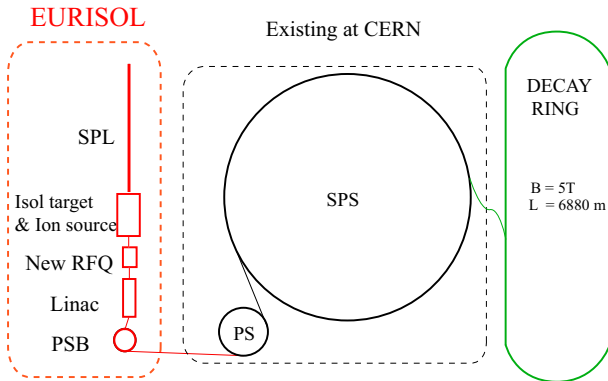 EURISOL
Existing at CERN
SPL
Isol target
& Ion source
New RFQ
Linac
PSB
SPS
PS
DECAY
RING
B = 5T
L = 6880 m